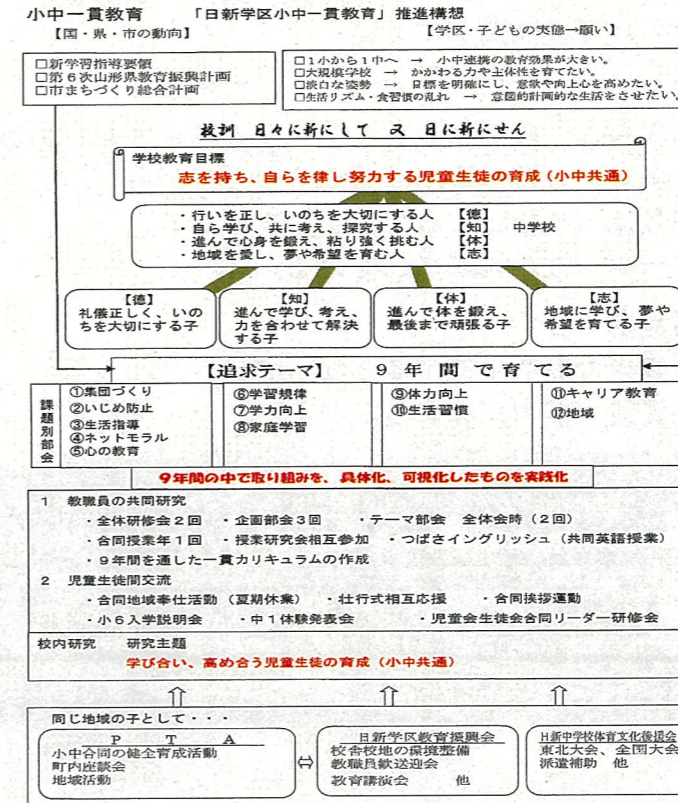 小中一貫教育　「日新学区小中一貫教育」推進構想
【国・県・市の動向】　【学区・子どもの実態→願い】
□新学習指導要領
□第6次山形県教育振興計画
□市まちづくり総合計画
□1小から1中へ　→　小中連携の教育効果が大きい。
□大規模学校　→　かかわる力や主体性を育てたい。
□淡白な姿勢　→　目標を明確にし、意欲や向上心を高めたい。
□生活リズム・食習慣の乱れ　→　意図的計画的な生活をさせたい。
校訓　日々に新にして　又　日に新にせん
学校教育目標
志を持ち、自らを律し努力する児童生徒の育成（小中共通）
・行いを正し、いのちを大切にする人　【徳】
・自ら学び、共に考え、探究する人　【知】　中学校
・進んで心身を鍛え、粘り強く挑む人　【体】
・地域を愛し、夢や希望を育む人　【志】
【徳】
礼儀正しく、いの
ちを大切にする子
【知】
進んで学び、考え、
力を合わせて解決
する子
【体】
進んで体を鍛え、
最後まで頑張る子
【志】
地域に学び、夢や
希望を育てる子
【追求テーマ】　9年間で育てる
課題別部会
①集団づくり
②いじめ防止
③生活指導
④ネットモラル
⑤心の教育
⑥学習規律
⑦学力向上
⑧家庭学習
⑨体力向上
⑩生活習慣
⑪キャリア教育
⑫地域
9年間の中で取り組みを、具体化、可視化したものを実践化
1　教職員の共同研究
・全体研修会2回　・企画部会3回　・テーマ部会　全体会時（2回）
・合同授業年1回　・授業研究会相互参加　・つばさイングリッシュ（共同英語授業）
・9年間を通した一貫カリキュラムの作成
2　児童生徒間交流
・合同地域奉仕活動（夏期休業）　・壮行式相互応援　・合同挨拶運動
・小6入学説明会　・中1体験発表会　・児童会生徒会合同リーダー研修会
校内研究　研究主題
学び合い、高め合う児童生徒の育成（小中共通）
同じ地域の子として・・・
P　T　A
小中合同の健全育成活動
町内座談会
地域活動
日新学区教育振興会
校舎校地の環境整備
教職員歓送迎会
教育講演会　他
日新中学校体育文化後援会
東北大会、全国大会
派遣補助　他